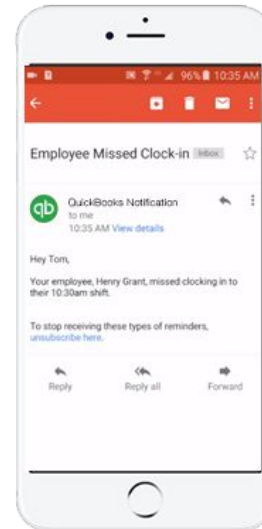 96% 10:35 AM
Employee Missed Clock-in Inbox
qb QuickBooks Notification
to me
10:35 AM View details
Hey Tom,
Your employee, Henry Grant, missed clocking in to
their 10:30am shift.
To stop receiving these types of reminders,
unsubscribe here.
Reply Reply all Forward